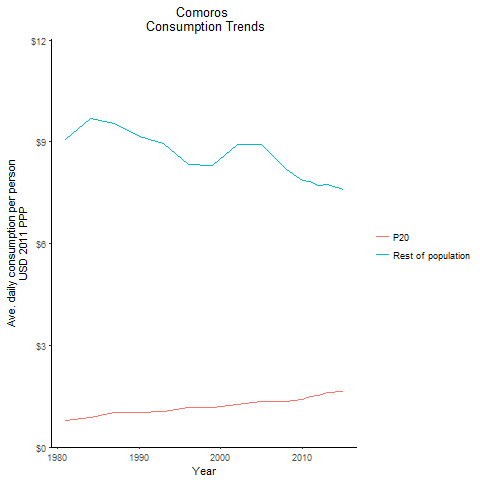 Comoros
Consumption Trends
$12
$9
$6
$3
$0
Ave. daily consumption per person
USD 2011 PPP
1980
1990
2000
2010
Year
P20
Rest of population